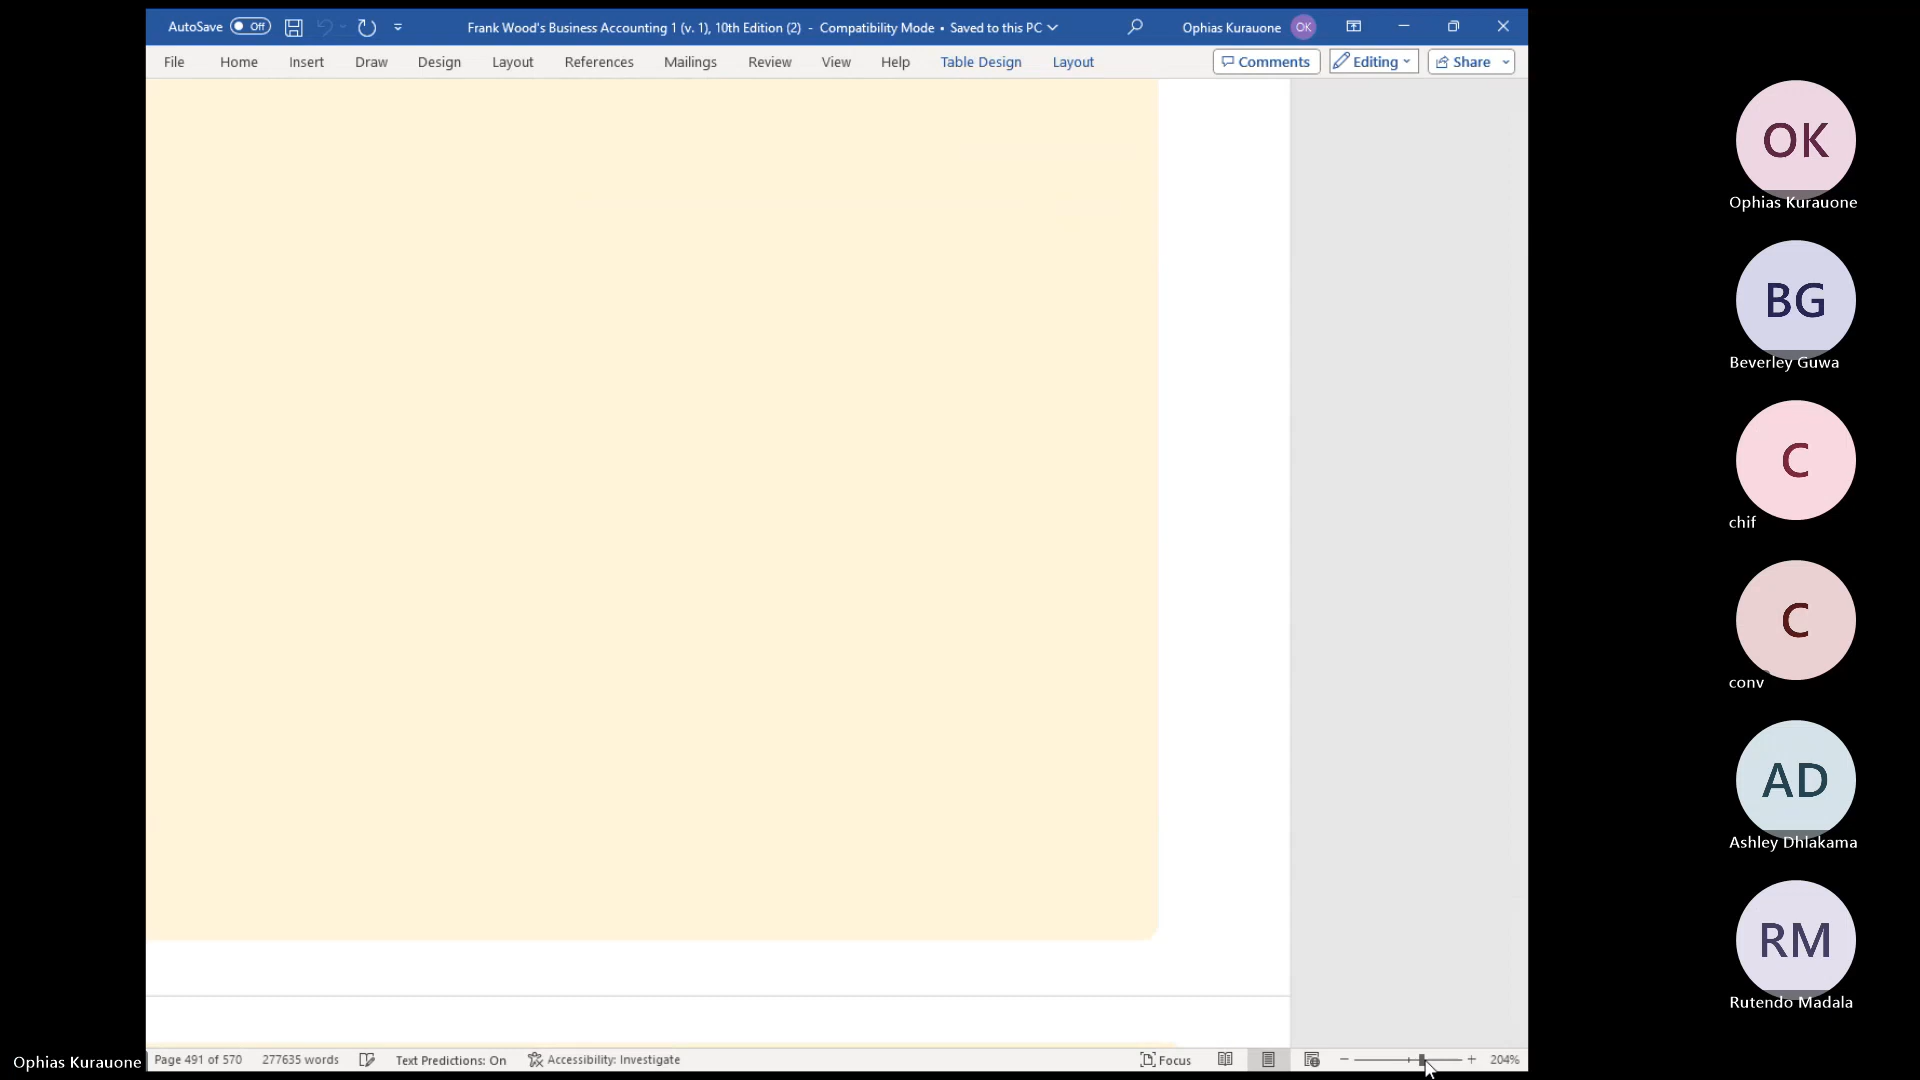 AutoSave Off Frank Wood's Business Accounting 1 (v. 1), 10th Edition (2) - Compatibility Mode • Saved to this PC Ophias Kurauone OK
File Home Insert Draw Design Layout References Mailings Review View Help Table Design Layout Comments Editing Share
OK
Ophias Kurauone
BG
Beverley Guwa
C
chif
C
conv
AD
Ashley Dhlakama
RM
Rutendo Madala
Ophias Kurauone
Page 491 of 570 277635 words Text Predictions: On Accessibility: Investigate Focus 204%